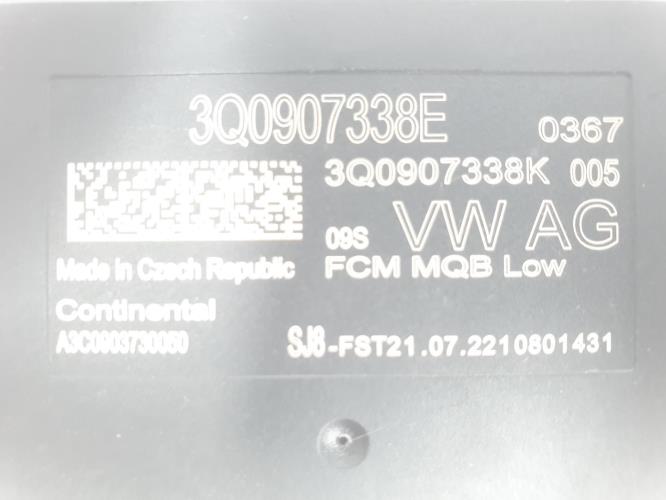 3Q0907338E 0367
3Q0907338K 005
09S VW AG
Made in Czech Republic FCM MQB Low
Continental
A3C0903730050 SJ8-FST21.07.2210801431